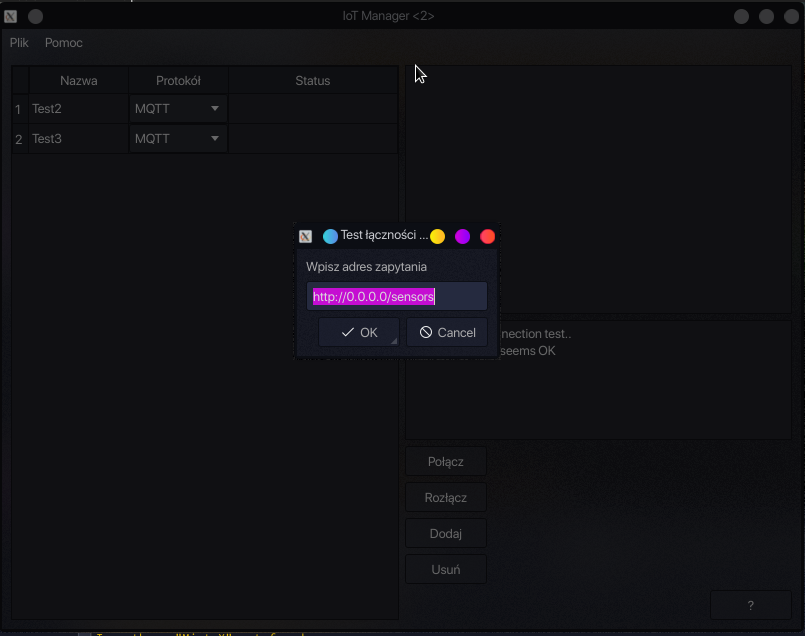 IoT Manager <2>
Plik Pomoc
Nazwa Protokół Status
1 Test2 MQTT
2 Test3 MQTT
Test łączności ...
Wpisz adres zapytania
http://0.0.0.0/sensors
OK Cancel
nection test..
seems OK
Połącz
Rozłącz
Dodaj
Usuń
?